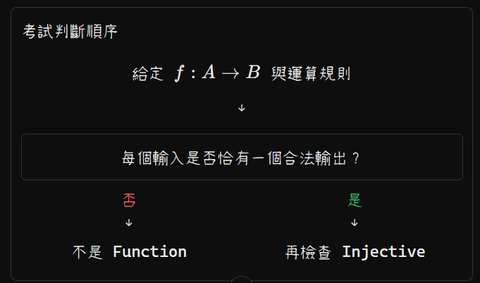 考試判斷順序
給定 f : A → B 與運算規則
↓
每個輸入是否恰有一個合法輸出？
否 是
↓ ↓
不是 Function 再檢查 Injective